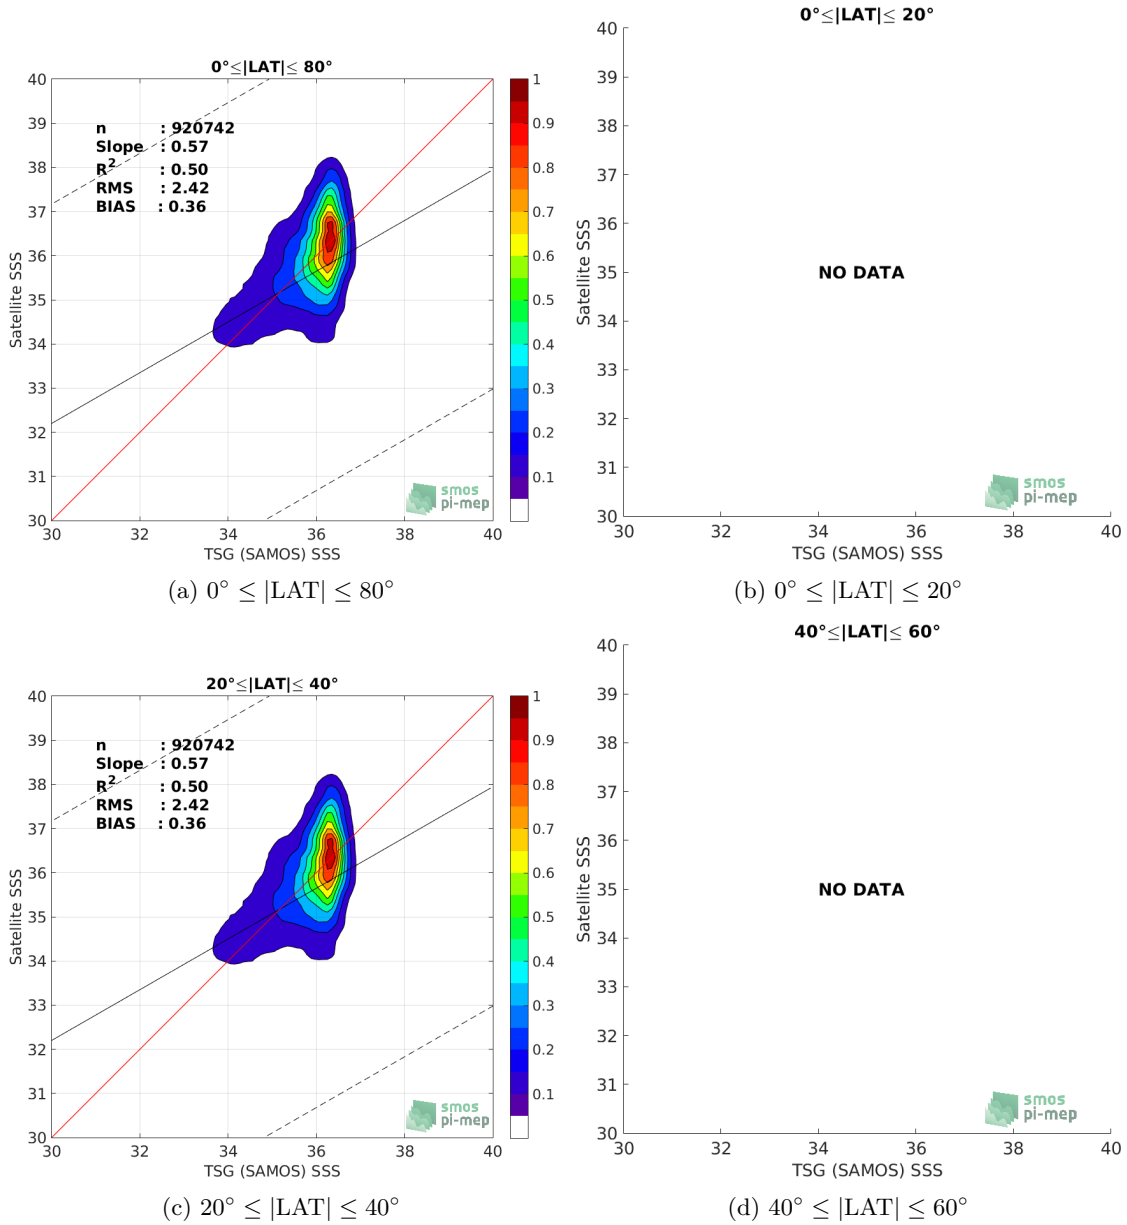 0°≤|LAT|≤ 80°
n : 920742
Slope : 0.57
R2 : 0.50
RMS : 2.42
BIAS : 0.36
Satellite SSS
40
39
38
37
36
35
34
33
32
31
30
30 32 34 36 38 40
TSG (SAMOS) SSS
1
0.9
0.8
0.7
0.6
0.5
0.4
0.3
0.2
0.1
smos
pi-mep
(a) 0° ≤ |LAT| ≤ 80°
0°≤|LAT|≤ 20°
Satellite SSS
40
39
38
37
36
35
34
33
32
31
30
NO DATA
30 32 34 36 38 40
TSG (SAMOS) SSS
smos
pi-mep
(b) 0° ≤ |LAT| ≤ 20°
20°≤|LAT|≤ 40°
n : 920742
Slope : 0.57
R2 : 0.50
RMS : 2.42
BIAS : 0.36
Satellite SSS
40
39
38
37
36
35
34
33
32
31
30
30 32 34 36 38 40
TSG (SAMOS) SSS
1
0.9
0.8
0.7
0.6
0.5
0.4
0.3
0.2
0.1
smos
pi-mep
(c) 20° ≤ |LAT| ≤ 40°
40°≤|LAT|≤ 60°
Satellite SSS
40
39
38
37
36
35
34
33
32
31
30
NO DATA
30 32 34 36 38 40
TSG (SAMOS) SSS
smos
pi-mep
(d) 40° ≤ |LAT| ≤ 60°